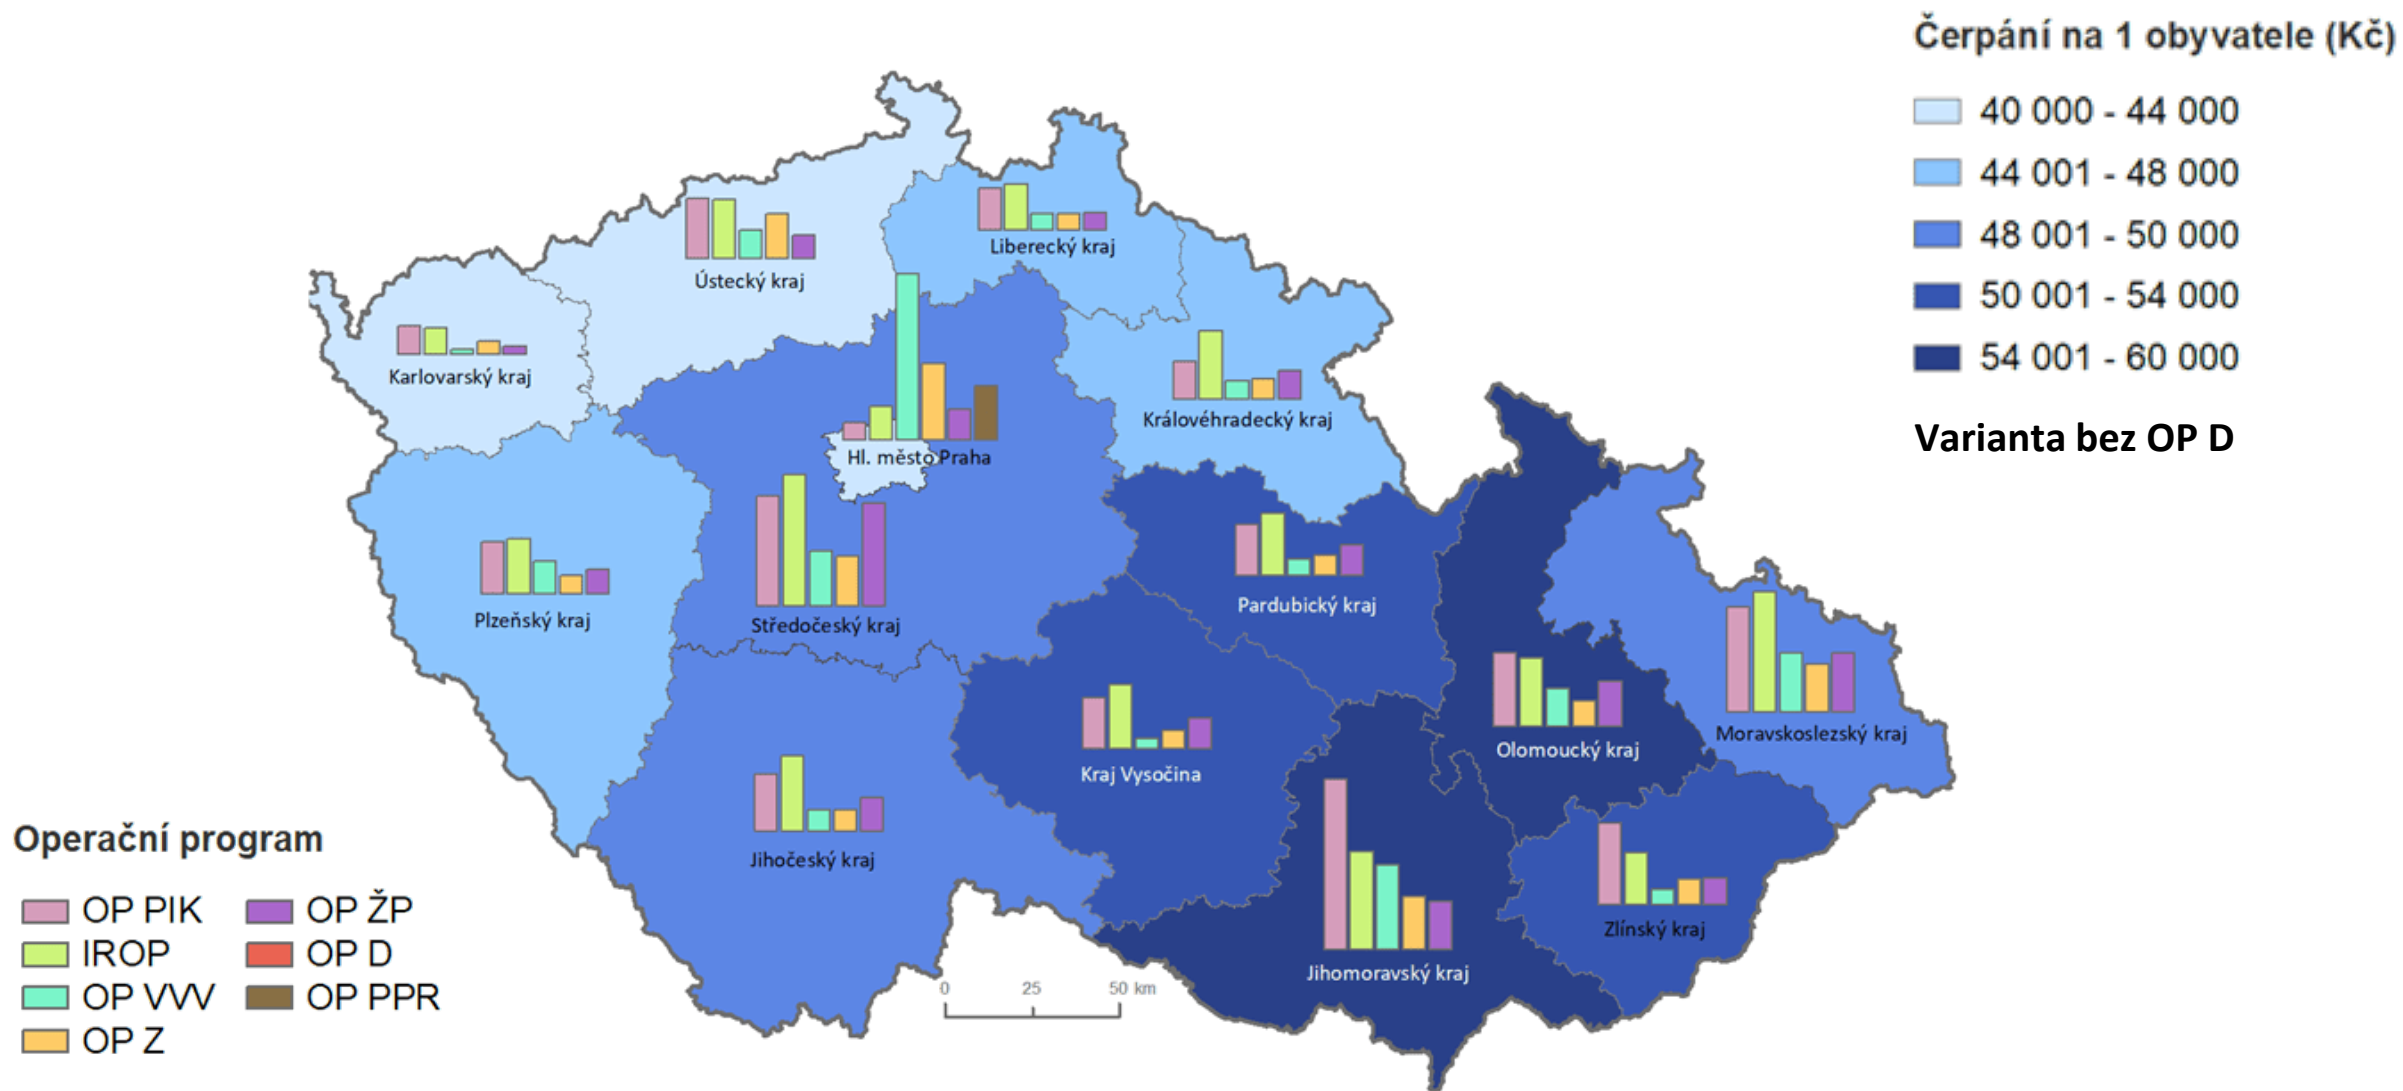 Čerpání na 1 obyvatele (Kč)
40 000 - 44 000
44 001 - 48 000
48 001 - 50 000
50 001 - 54 000
54 001 - 60 000
Varianta bez OP D
Liberecký kraj
Ústecký kraj
Karlovarský kraj
Královéhradecký kraj
Hl. město Praha
Pardubický kraj
Plzeňský kraj
Středočeský kraj
Moravskoslezský kraj
Olomoucký kraj
Kraj Vysočina
Jihočeský kraj
Zlínský kraj
Jihomoravský kraj
0 25 50 km
Operační program
OP PIK OP ŽP
IROP OP D
OP VVV OP PPR
OP Z